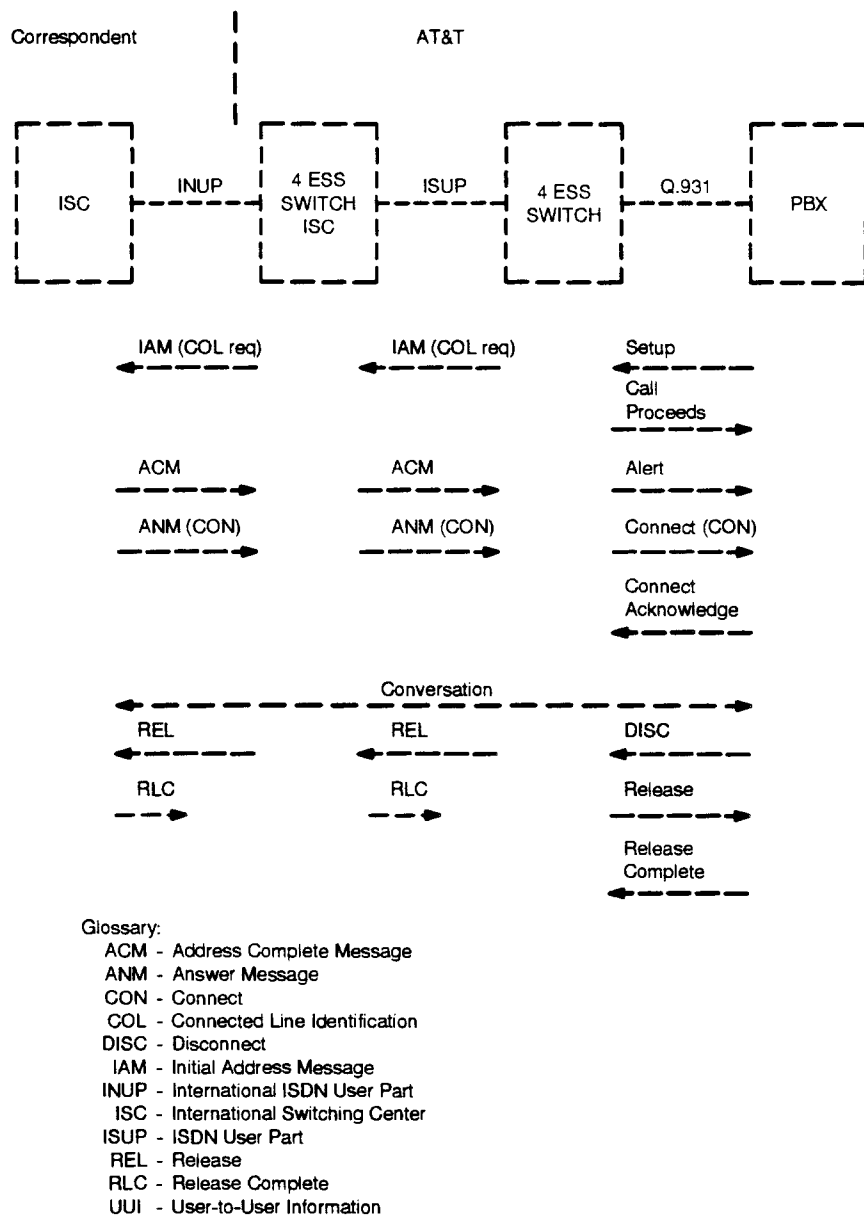 Correspondent AT&T
ISC INUP 4 ESS SWITCH ISC ISUP 4 ESS SWITCH Q.931 PBX
IAM (COL req) IAM (COL req) Setup
Call
Proceeds
ACM ACM Alert
ANM (CON) ANM (CON) Connect (CON)
Connect
Acknowledge
Conversation
REL REL DISC
RLC RLC Release
Release
Complete
Glossary:
ACM - Address Complete Message
ANM - Answer Message
CON - Connect
COL - Connected Line Identification
DISC - Disconnect
IAM - Initial Address Message
INUP - International ISDN User Part
ISC - International Switching Center
ISUP - ISDN User Part
REL - Release
RLC - Release Complete
UUI - User-to-User Information